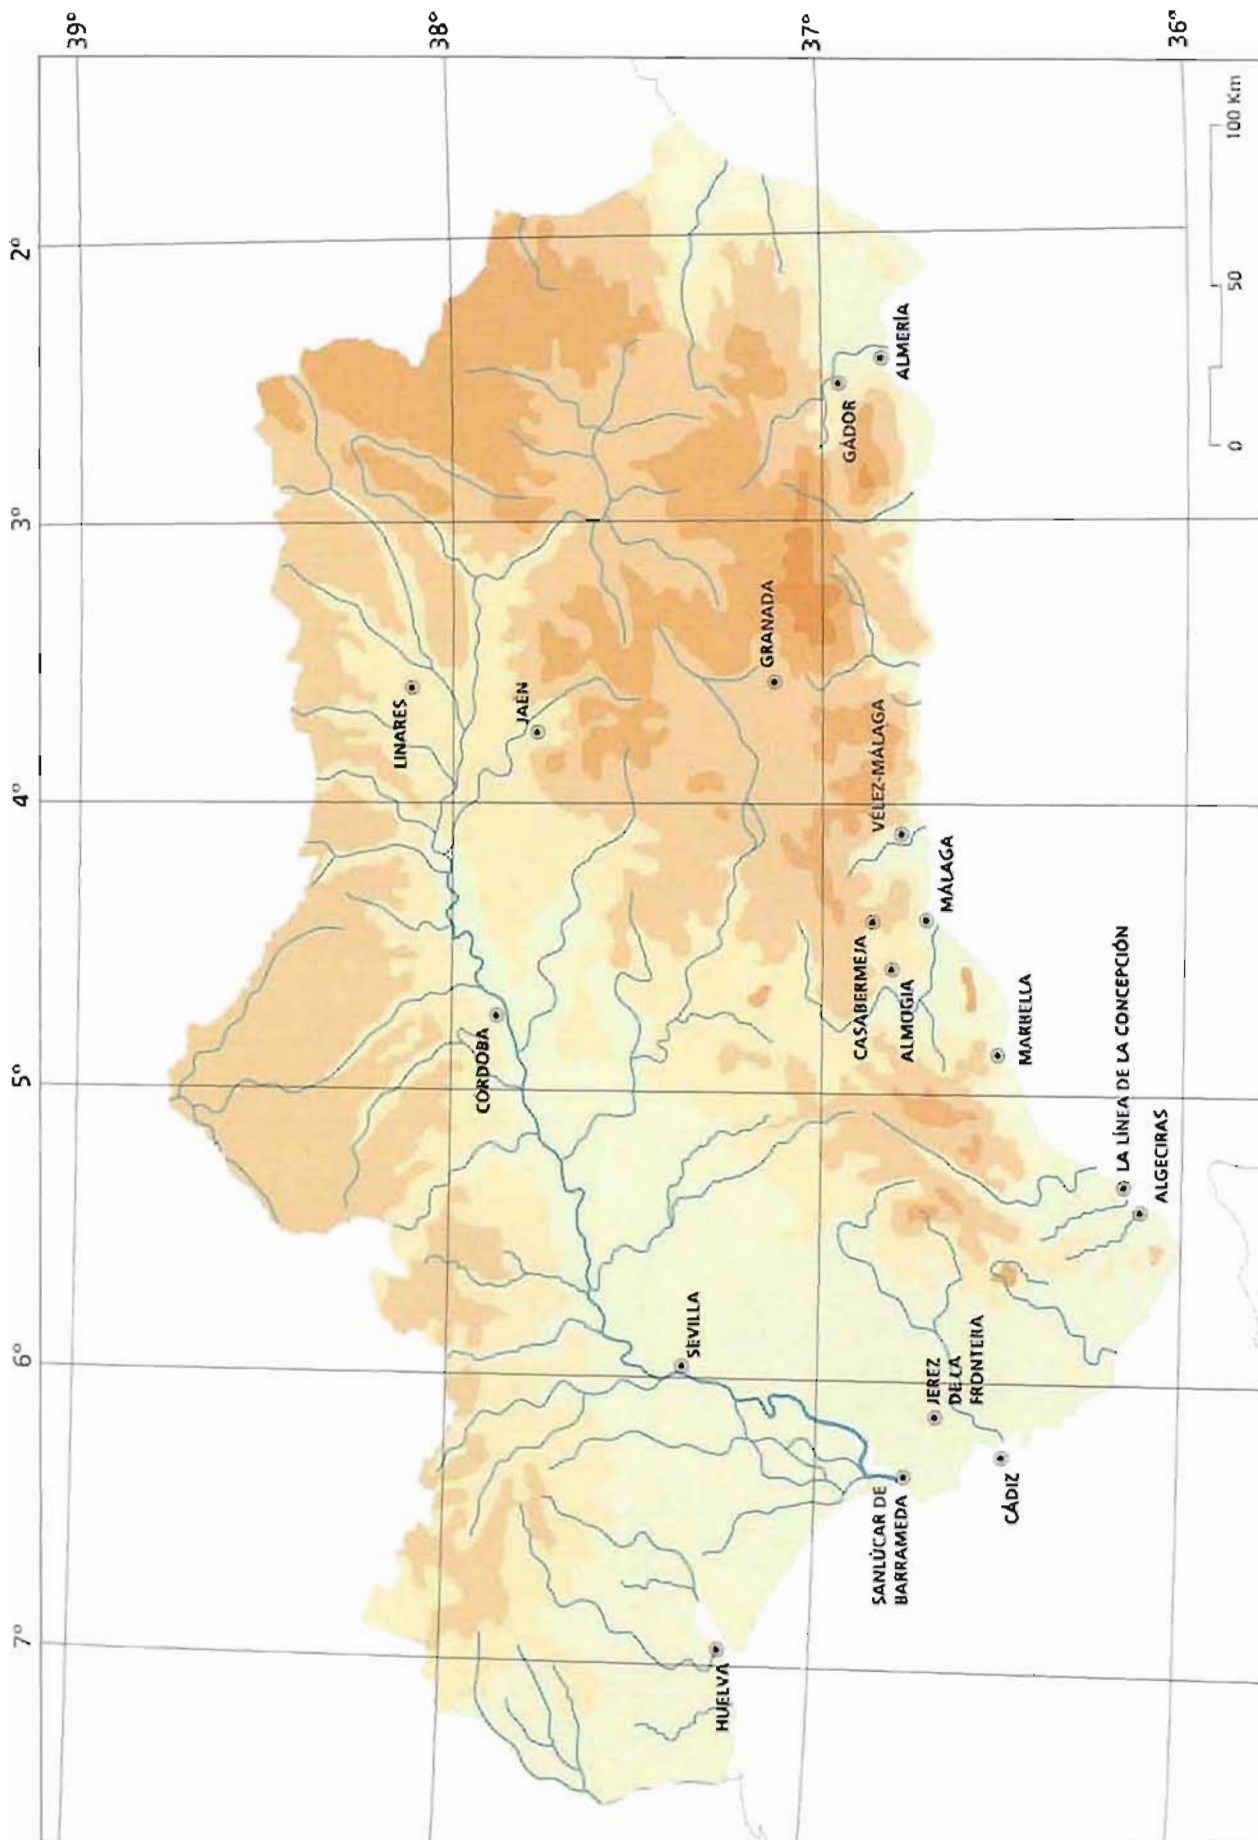 7°
6°
5°
4°
3°
2°
39°
38°
37°
36°
LINARES
JAÉN
CÓRDOBA
GRANADA
SEVILLA
HUELVA
VÉLEZ-MÁLAGA
GÁDOR
ALMERÍA
CASABERMEJA
ALMOGIA
MÁLAGA
SANLÚCAR DE
BARRAMEDA
JEREZ
DE LA
FRONTERA
MARBELLA
CÁDIZ
LA LÍNEA DE LA CONCEPCIÓN
ALGECIRAS
0
50
100 Km